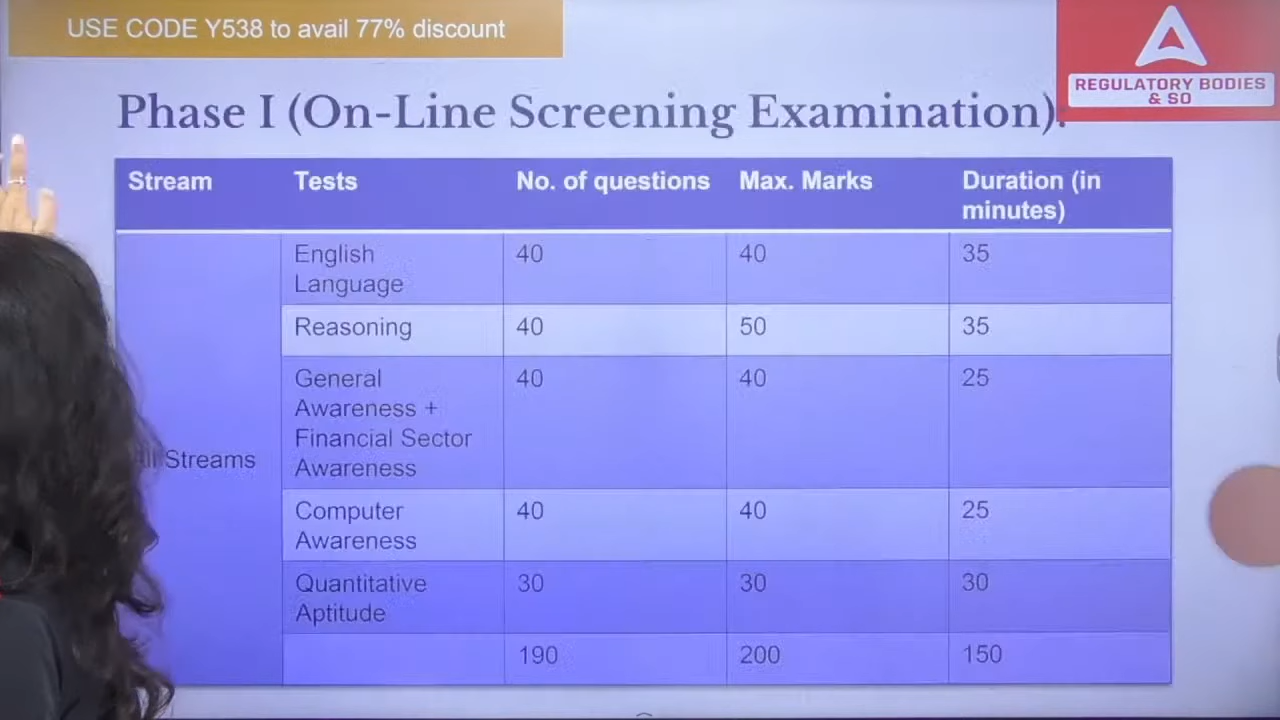 USE CODE Y538 to avail 77% discount
REGULATORY BODIES
& SO
Phase I (On-Line Screening Examination).
Stream Tests No. of questions Max. Marks Duration (in
minutes)
English
Language
40 40 35
Reasoning 40 50 35
General
Awareness +
Financial Sector
Awareness
40 40 25
All Streams
Computer
Awareness
40 40 25
Quantitative
Aptitude
30 30 30
190 200 150